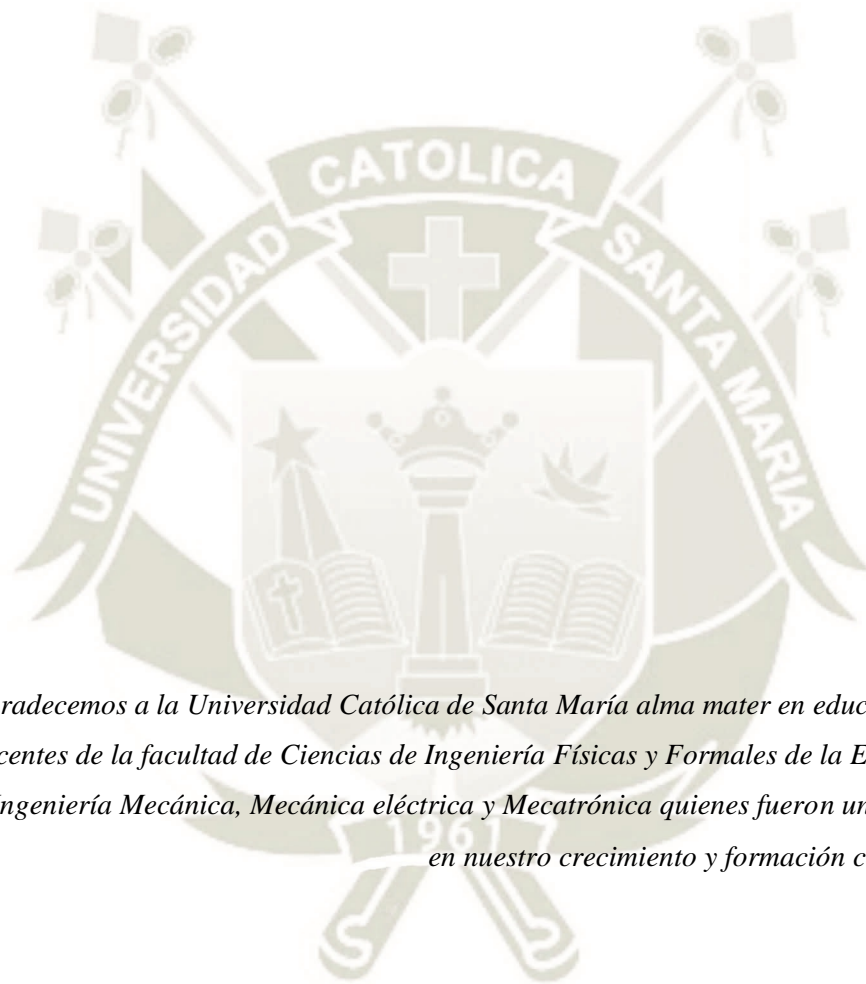 CATOLICA
UNIVERSIDAD
SANTA MARIA
radecemos a la Universidad Católica de Santa María alma mater en educ
centes de la facultad de Ciencias de Ingeniería Físicas y Formales de la E
ngeniería Mecánica, Mecánica eléctrica y Mecatrónica quienes fueron un
1961
en nuestro crecimiento y formación c